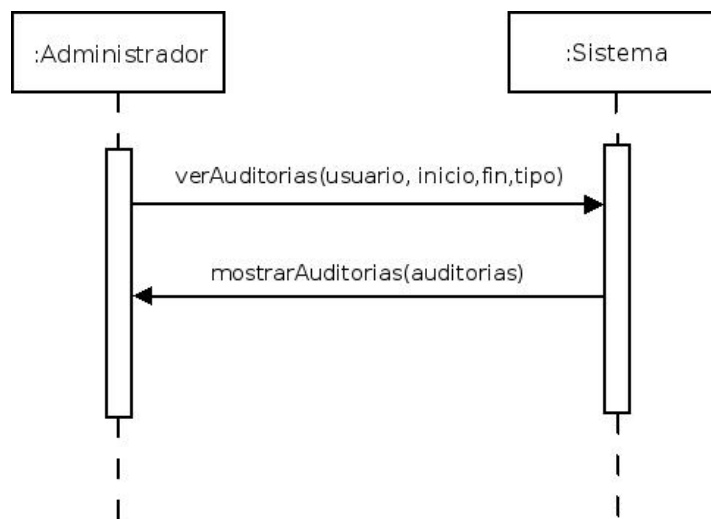 :Administrador
:Sistema
verAuditorias(usuario, inicio,fin,tipo)
mostrarAuditorias(auditorias)